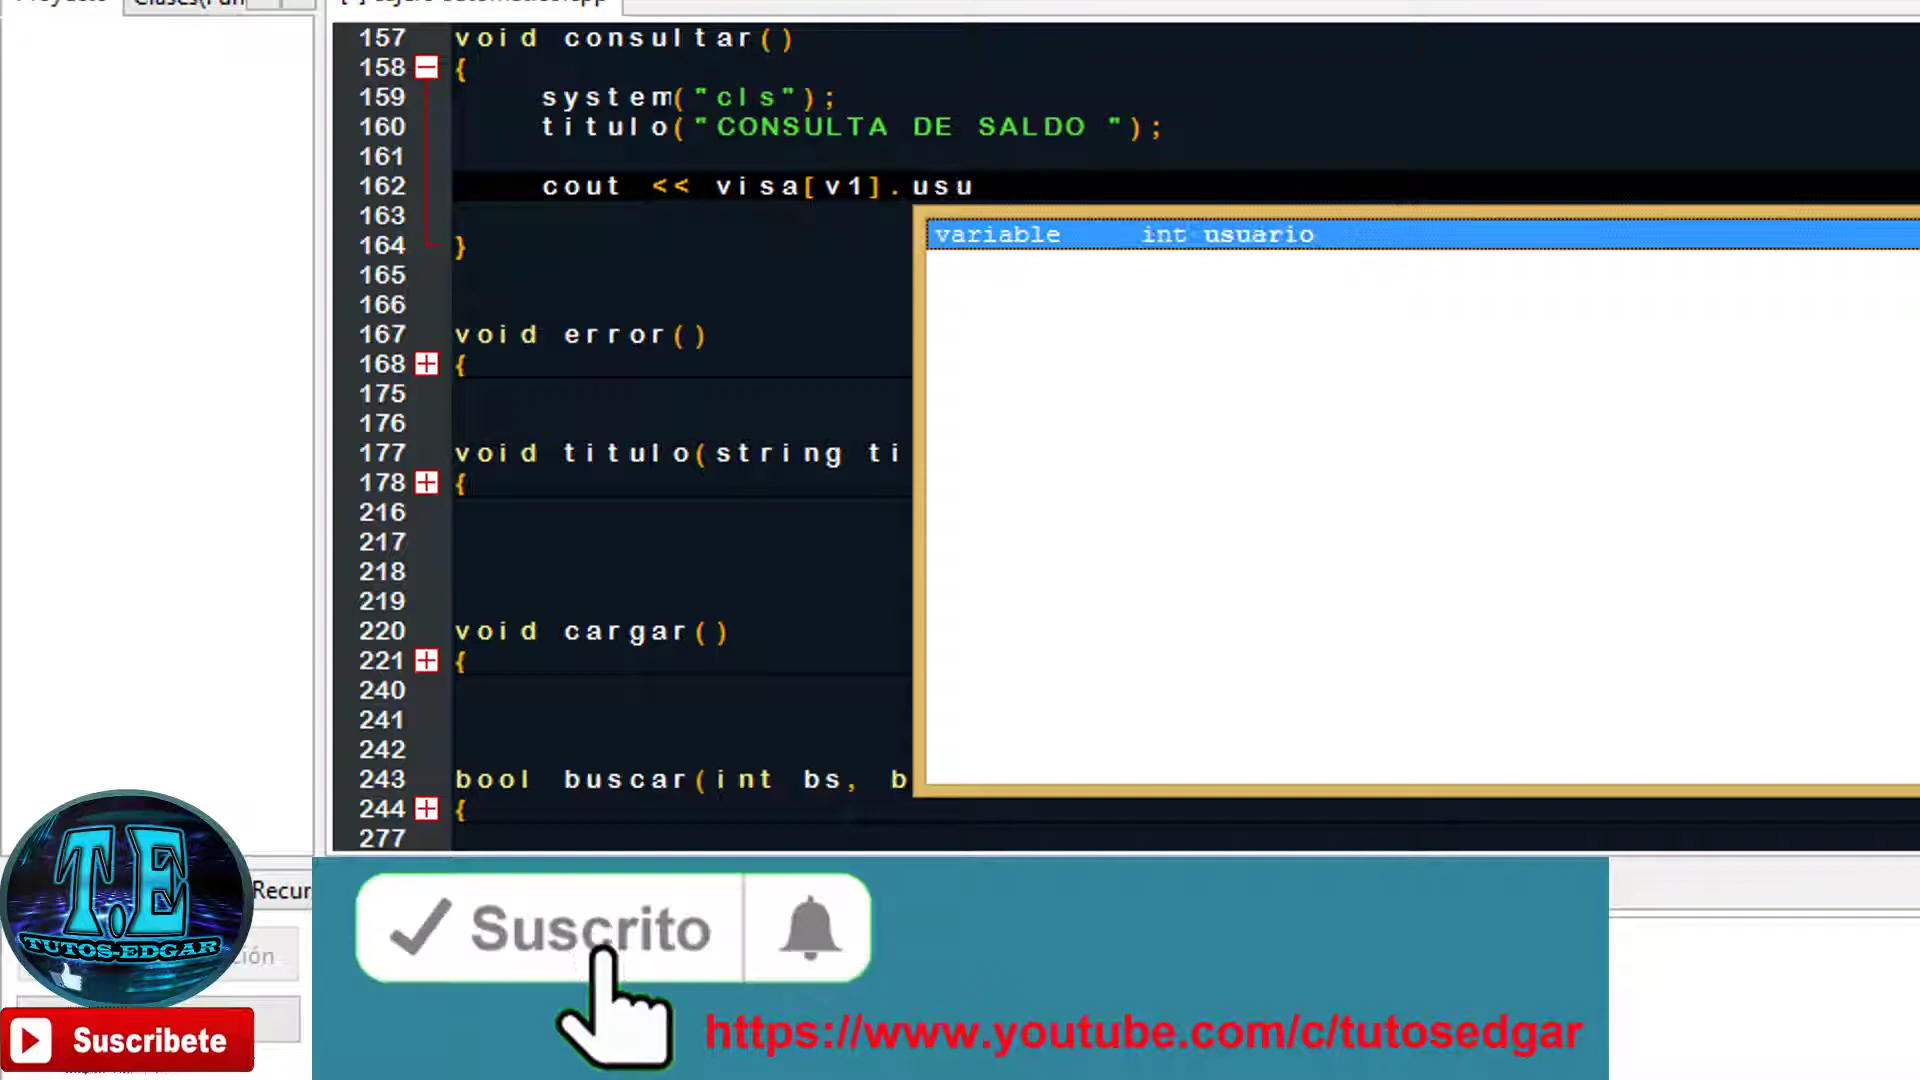 157 void consultar()
158 {
159 system("cls");
160 titulo("CONSULTA DE SALDO ");
161
162 cout << visa[v1].usu
variable int usuario
163
164 }
165
166
167 void error()
168 {
175
176
177 void titulo(string ti
178 {
216
217
218
219
220 void cargar()
221 {
240
241
242
243 bool buscar(int bs, b
244 {
277
Recur
ción
T.E
TUTOS-EDGAR
Suscribete
Suscrito
https://www.youtube.com/c/tutosedgar